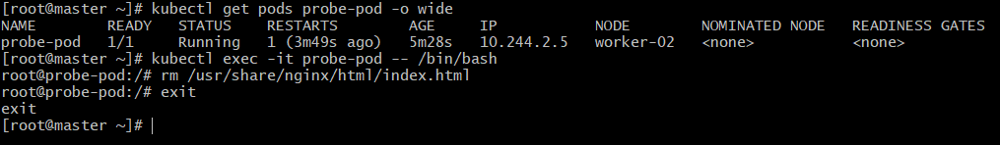 [root@master ~]# kubectl get pods probe-pod -o wide
NAME READY STATUS RESTARTS AGE IP NODE NOMINATED NODE READINESS GATES
probe-pod 1/1 Running 1 (3m49s ago) 5m28s 10.244.2.5 worker-02 <none> <none>
[root@master ~]# kubectl exec -it probe-pod -- /bin/bash
root@probe-pod:/# rm /usr/share/nginx/html/index.html
root@probe-pod:/# exit
exit
[root@master ~]#